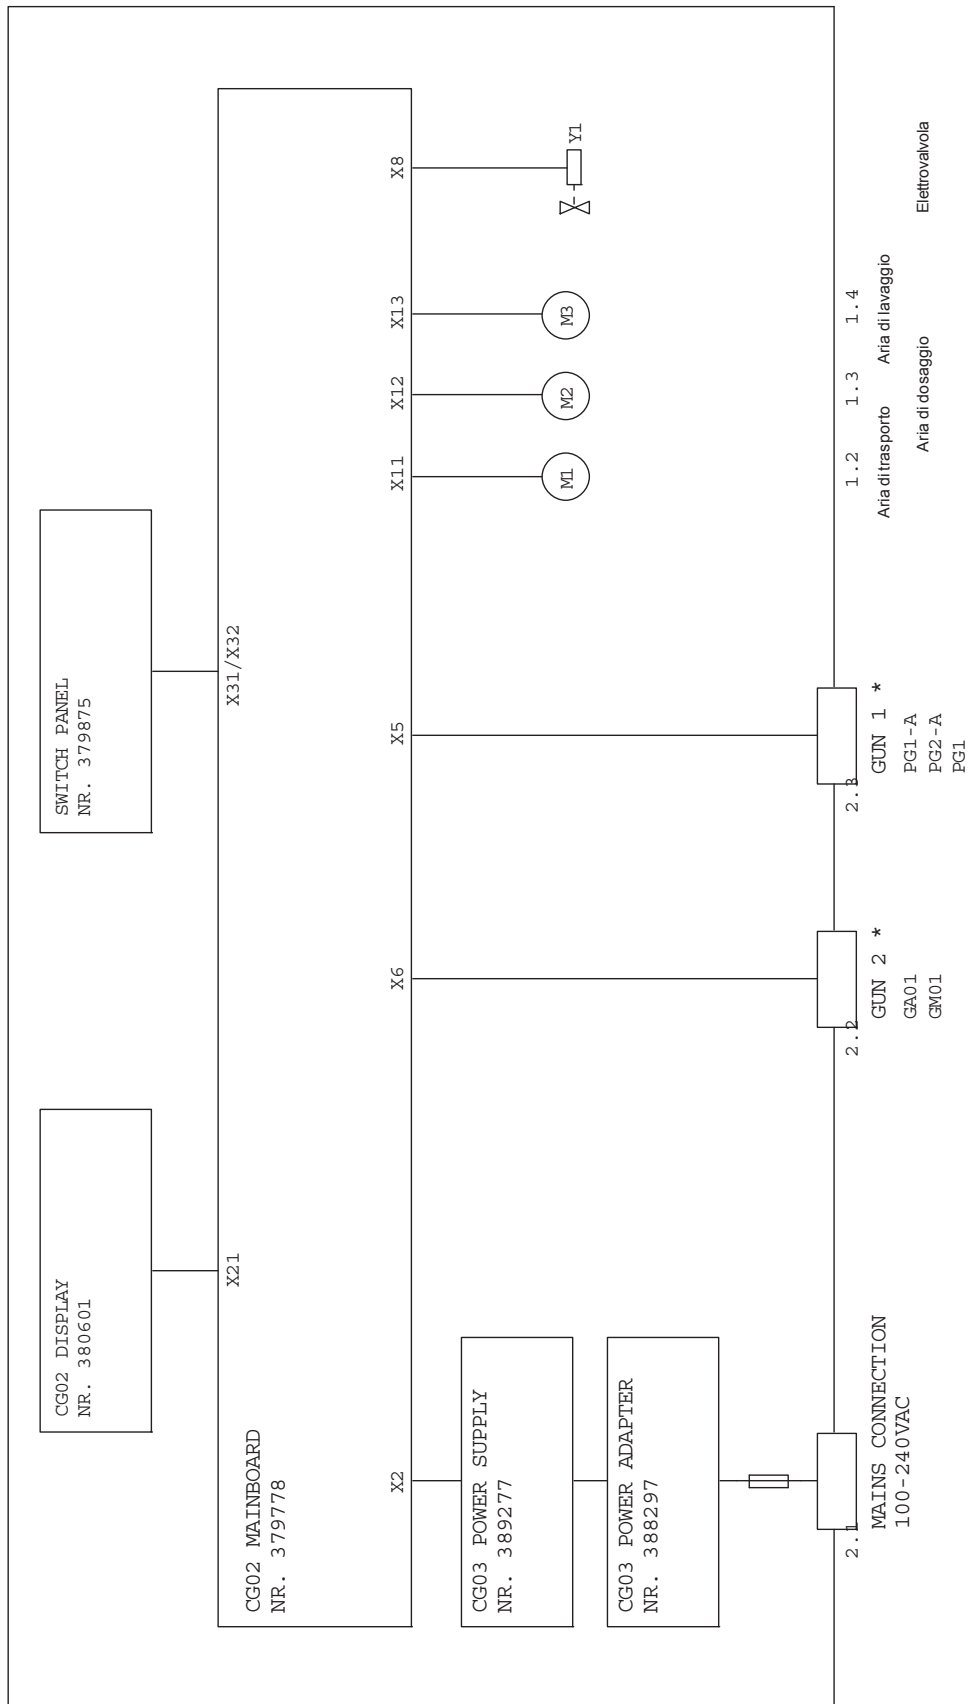 CG02 DISPLAY
NR. 380601
SWITCH PANEL
NR. 379875
X21
X31/X32
CG02 MAINBOARD
NR. 379778
X2
X6
X5
X11
X12
X13
X8
CG03 POWER SUPPLY
NR. 389277
M1
M2
M3
Y1
CG03 POWER ADAPTER
NR. 388297
2.1
MAINS CONNECTION
100-240VAC
2.2
GUN 2 *
GA01
GM01
2.3
GUN 1 *
PG1-A
PG2-A
PG1
1.2
1.3
1.4
Aria di trasporto
Aria di lavaggio
Aria di dosaggio
Elettrovalvola